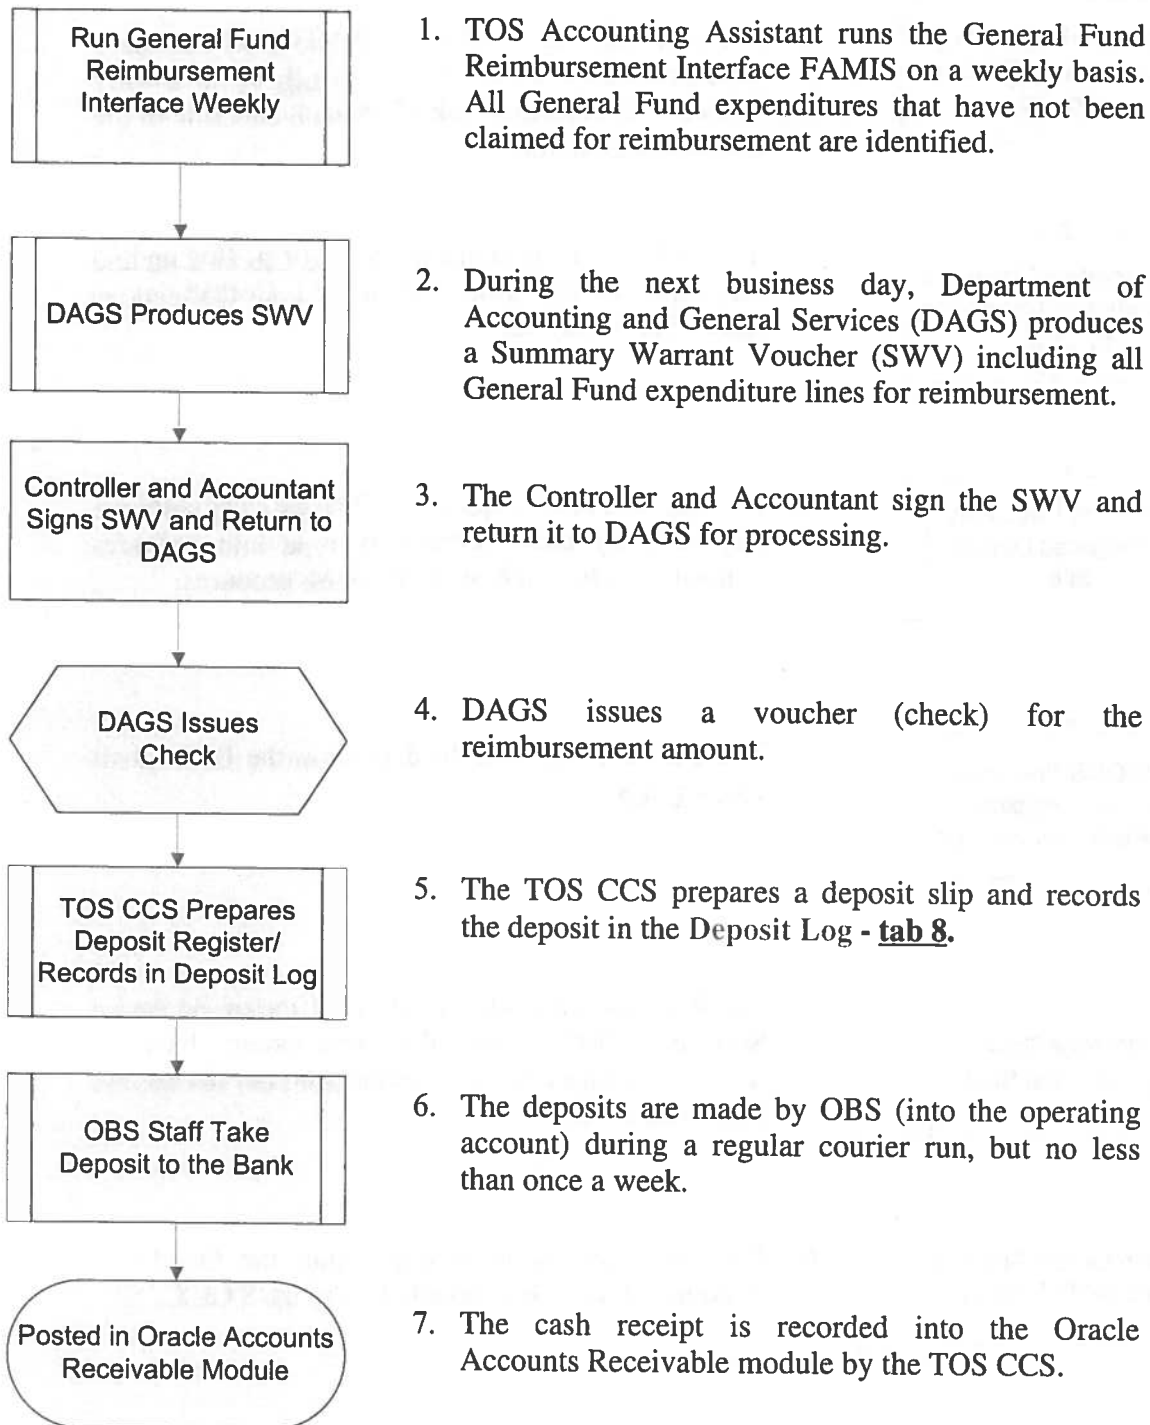 Run General Fund
Reimbursement
Interface Weekly
1. TOS Accounting Assistant runs the General Fund
Reimbursement Interface FAMIS on a weekly basis.
All General Fund expenditures that have not been
claimed for reimbursement are identified.
DAGS Produces SWV
2. During the next business day, Department of
Accounting and General Services (DAGS) produces
a Summary Warrant Voucher (SWV) including all
General Fund expenditure lines for reimbursement.
Controller and Accountant
Signs SWV and Return to
DAGS
3. The Controller and Accountant sign the SWV and
return it to DAGS for processing.
DAGS Issues
Check
4. DAGS issues a voucher (check) for the
reimbursement amount.
TOS CCS Prepares
Deposit Register/
Records in Deposit Log
5. The TOS CCS prepares a deposit slip and records
the deposit in the Deposit Log - tab 8.
OBS Staff Take
Deposit to the Bank
6. The deposits are made by OBS (into the operating
account) during a regular courier run, but no less
than once a week.
Posted in Oracle Accounts
Receivable Module
7. The cash receipt is recorded into the Oracle
Accounts Receivable module by the TOS CCS.